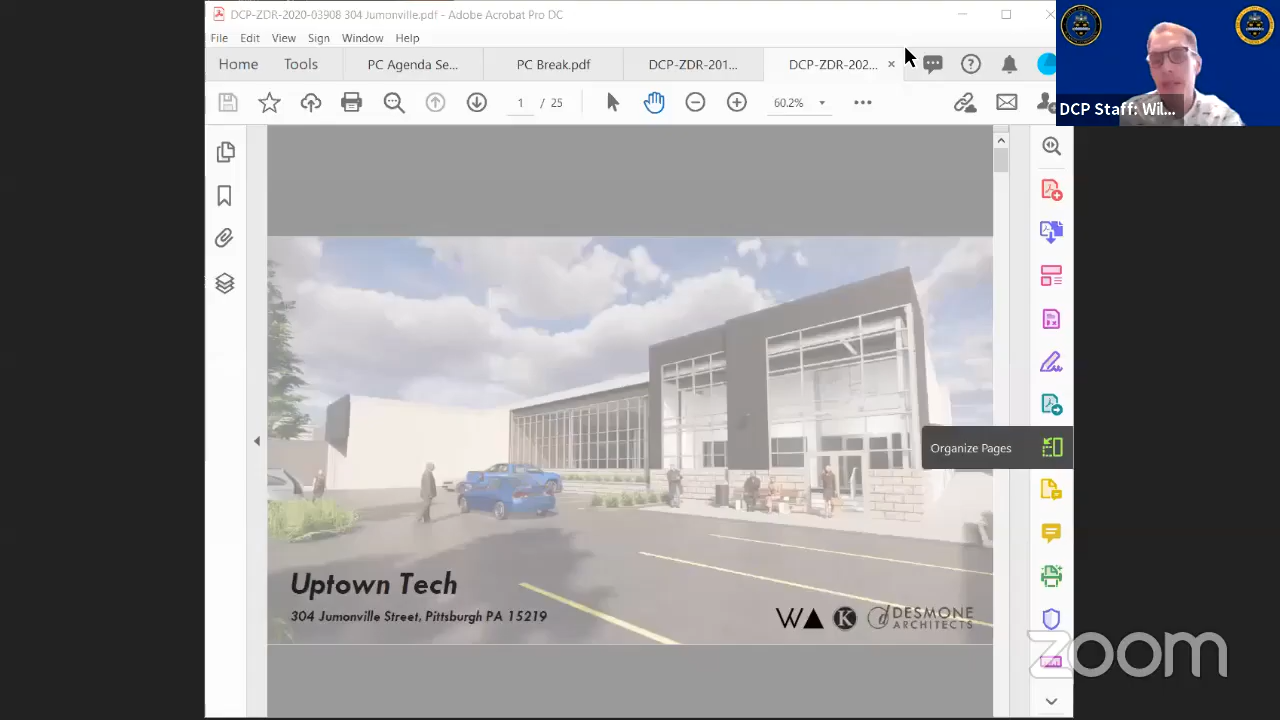 DCP-ZDR-2020-03908 304 Jumonville.pdf - Adobe Acrobat Pro DC
File Edit View Sign Window Help
Home Tools PC Agenda Se... PC Break.pdf DCP-ZDR-201... DCP-ZDR-202... ×
1 / 25 60.2%
DCP Staff: Wil...
Organize Pages
Uptown Tech
304 Jumonville Street, Pittsburgh PA 15219
WA K d DESMONE
ARCHITECTS
zoom